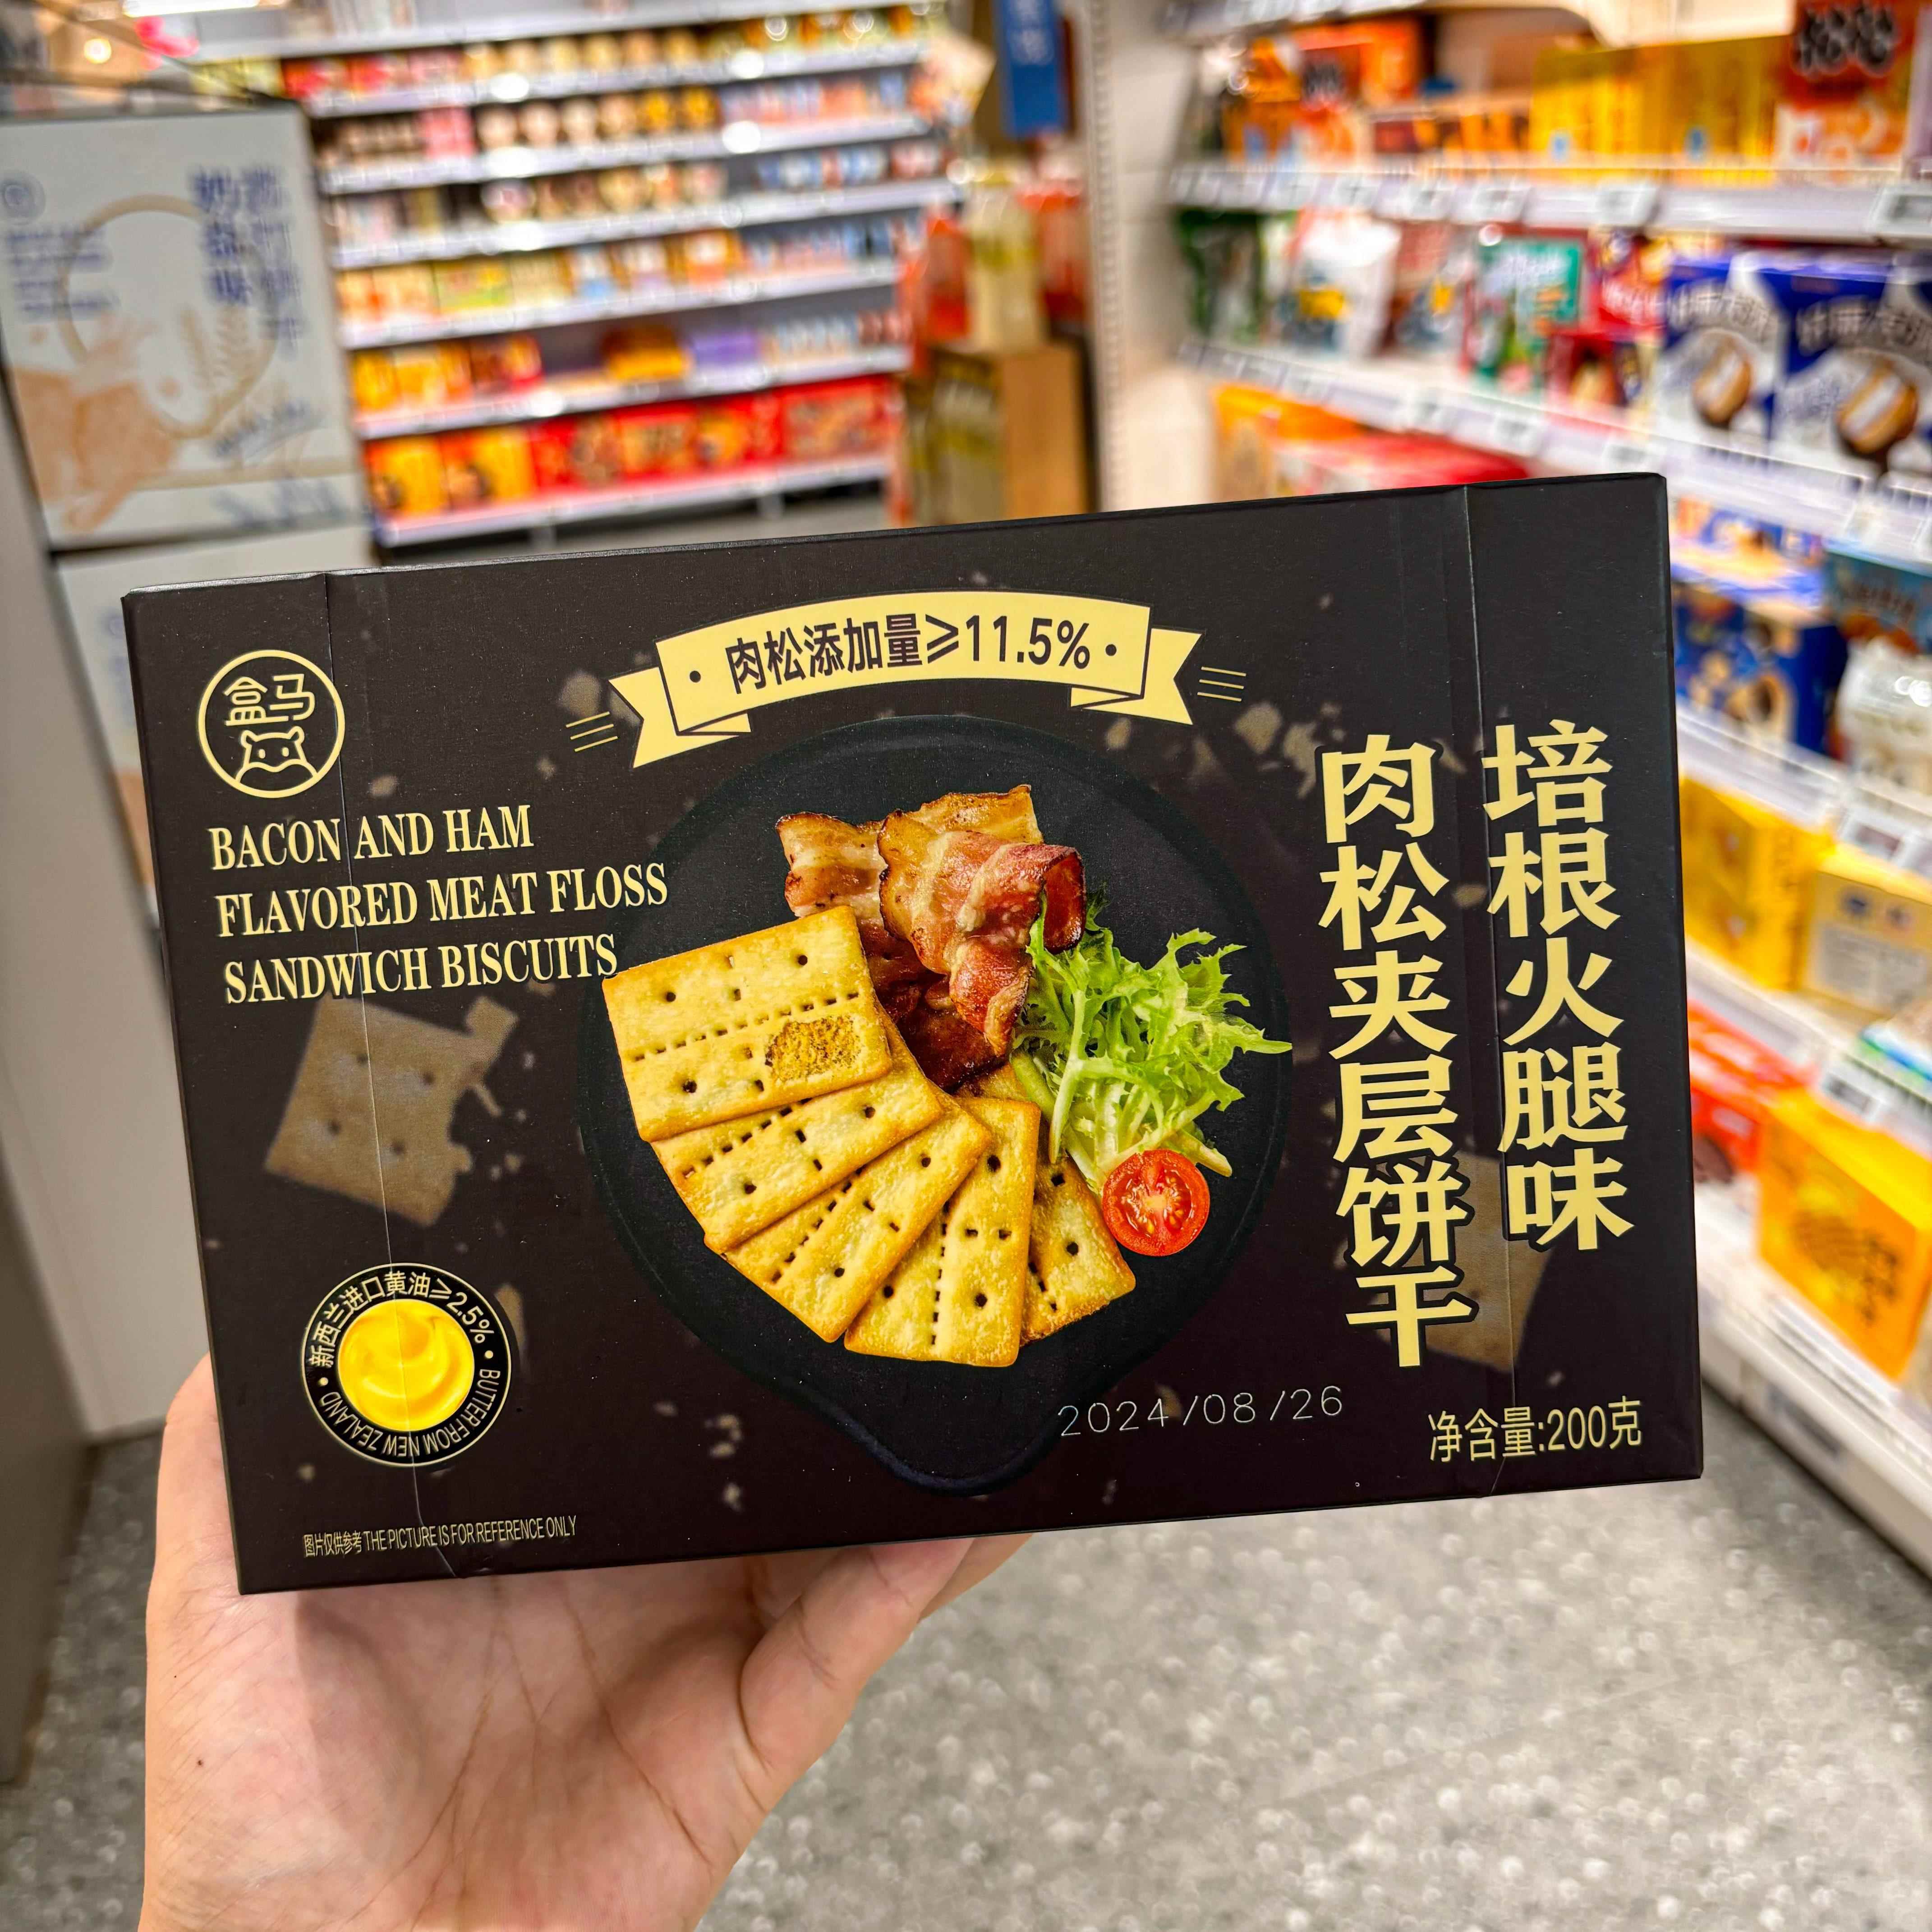 盒马
肉松添加量≥11.5%
BACON AND HAM
FLAVORED MEAT FLOSS
SANDWICH BISCUITS
培根火腿味
肉松夹层饼干
新西兰进口黄油≥2.5%
BUTTER FROM NEW ZEALAND
2024/08/26
净含量:200克
图片仅供参考 THE PICTURE IS FOR REFERENCE ONLY